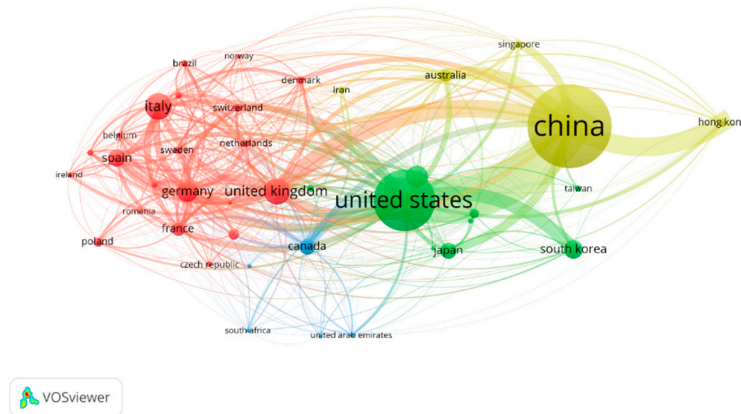 singapore
brazil
norway
denmark
australia
iran
italy
switzerland
china
hong kon
belgium
sweden
netherlands
spain
ireland
germany
united kingdom
taiwan
united states
romania
france
poland
canada
japan
south korea
czech republic
south africa
united arab emirates
VOSviewer